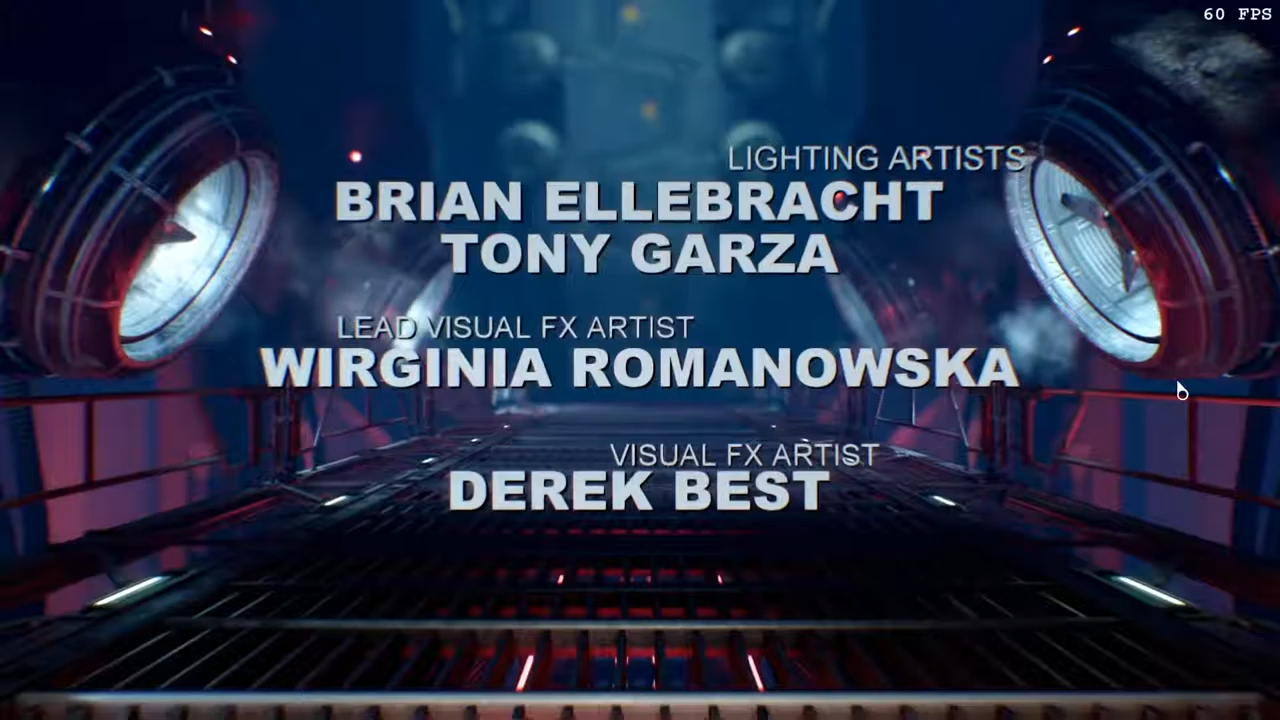 60 FPS
LIGHTING ARTISTS
BRIAN ELLEBRACHT
TONY GARZA
LEAD VISUAL FX ARTIST
WIRGINIA ROMANOWSKA
VISUAL FX ARTIST
DEREK BEST